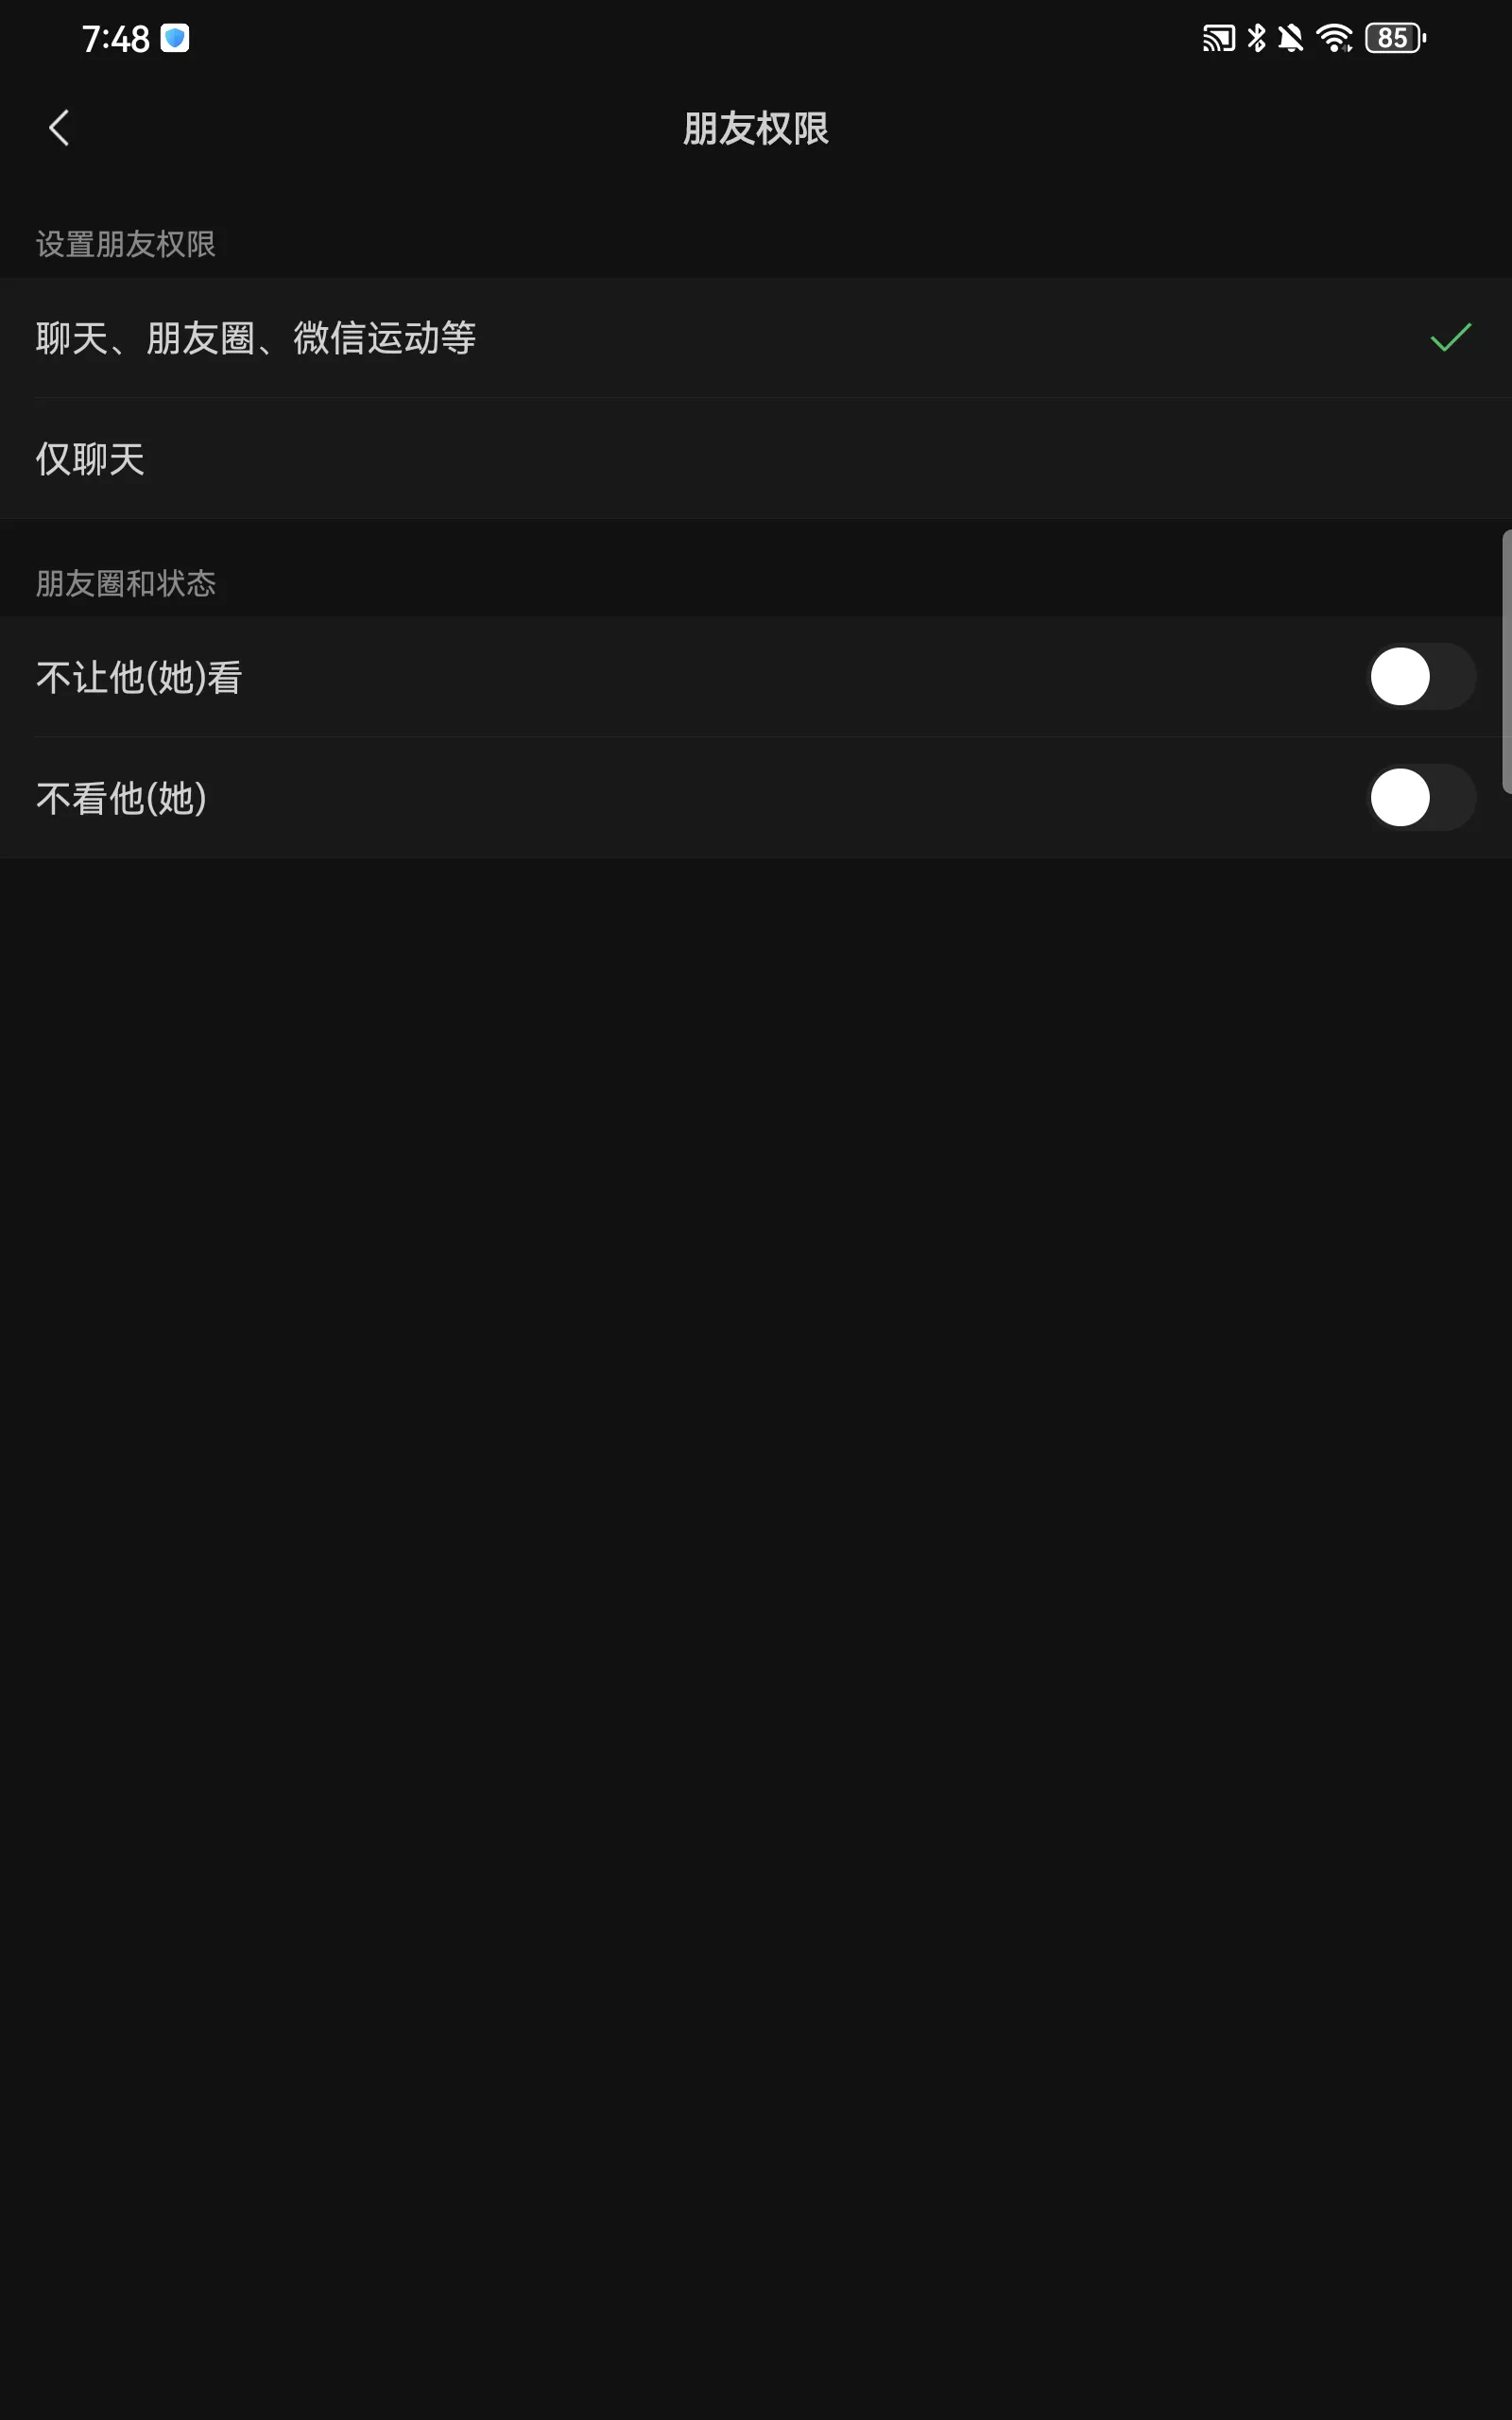 7:48
85
朋友权限
设置朋友权限
聊天、朋友圈、微信运动等
仅聊天
朋友圈和状态
不让他(她)看
不看他(她)